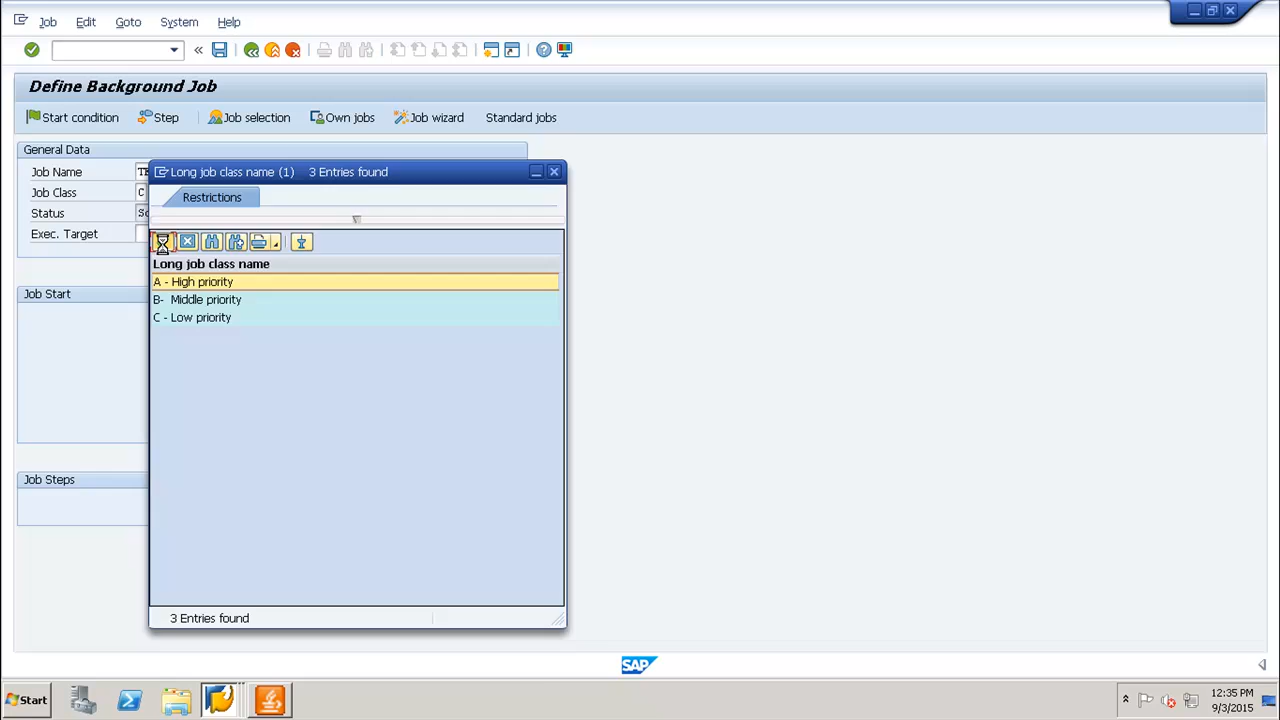 Job Edit Goto System Help
Define Background Job
Start condition Step Job selection Own jobs Job wizard Standard jobs
General Data
Job Name
Job Class C
Status
Exec. Target
Job Start
Job Steps
Long job class name (1) 3 Entries found
Restrictions
Long job class name
A - High priority
B- Middle priority
C - Low priority
3 Entries found
SAP
Start
12:35 PM
9/3/2015